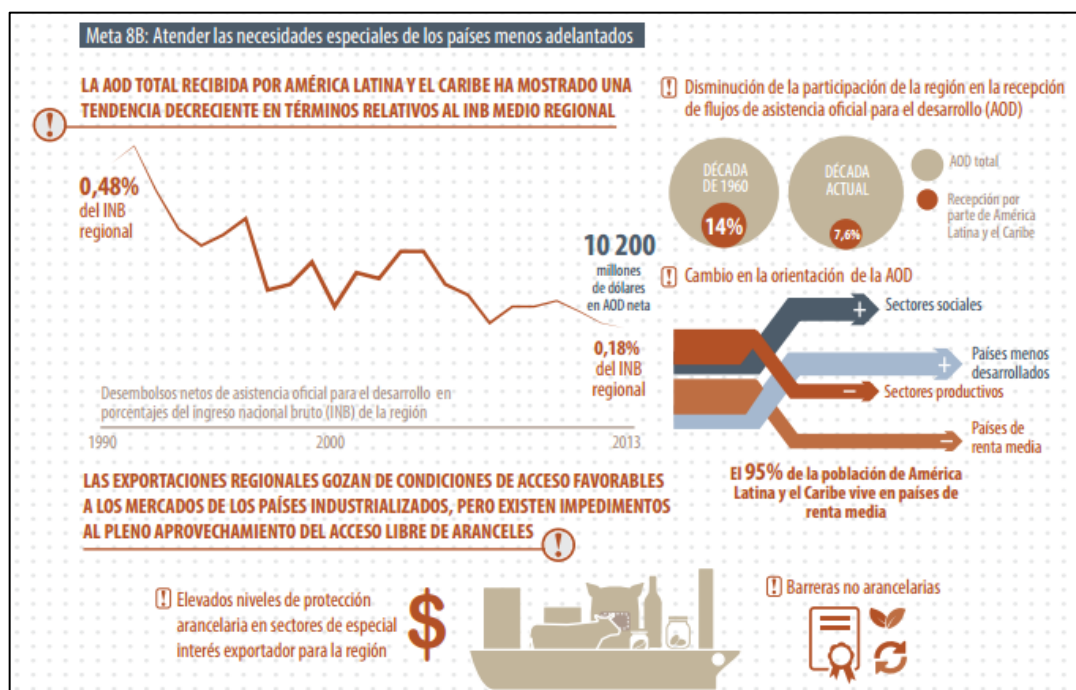 Meta 8B: Atender las necesidades especiales de los países menos adelantados
LA AOD TOTAL RECIBIDA POR AMÉRICA LATINA Y EL CARIBE HA MOSTRADO UNA
TENDENCIA DECRECIENTE EN TÉRMINOS RELATIVOS AL INB MEDIO REGIONAL
!
0,48%
del INB
regional
10 200
millones
de dólares
en AOD neta
0,18%
del INB
regional
Desembolsos netos de asistencia oficial para el desarrollo en
porcentajes del ingreso nacional bruto (INB) de la región
1990
2000
2013
! Disminución de la participación de la región en la recepción
de flujos de asistencia oficial para el desarrollo (AOD)
DÉCADA
DE 1960
14%
DÉCADA
ACTUAL
7,6%
AOD total
Recepción por
parte de América
Latina y el Caribe
! Cambio en la orientación de la AOD
+ Sectores sociales
+ Países menos
desarrollados
− Sectores productivos
− Países de
renta media
El 95% de la población de América
Latina y el Caribe vive en países de
renta media
LAS EXPORTACIONES REGIONALES GOZAN DE CONDICIONES DE ACCESO FAVORABLES
A LOS MERCADOS DE LOS PAÍSES INDUSTRIALIZADOS, PERO EXISTEN IMPEDIMENTOS
AL PLENO APROVECHAMIENTO DEL ACCESO LIBRE DE ARANCELES !
! Elevados niveles de protección
arancelaria en sectores de especial
interés exportador para la región
$
! Barreras no arancelarias